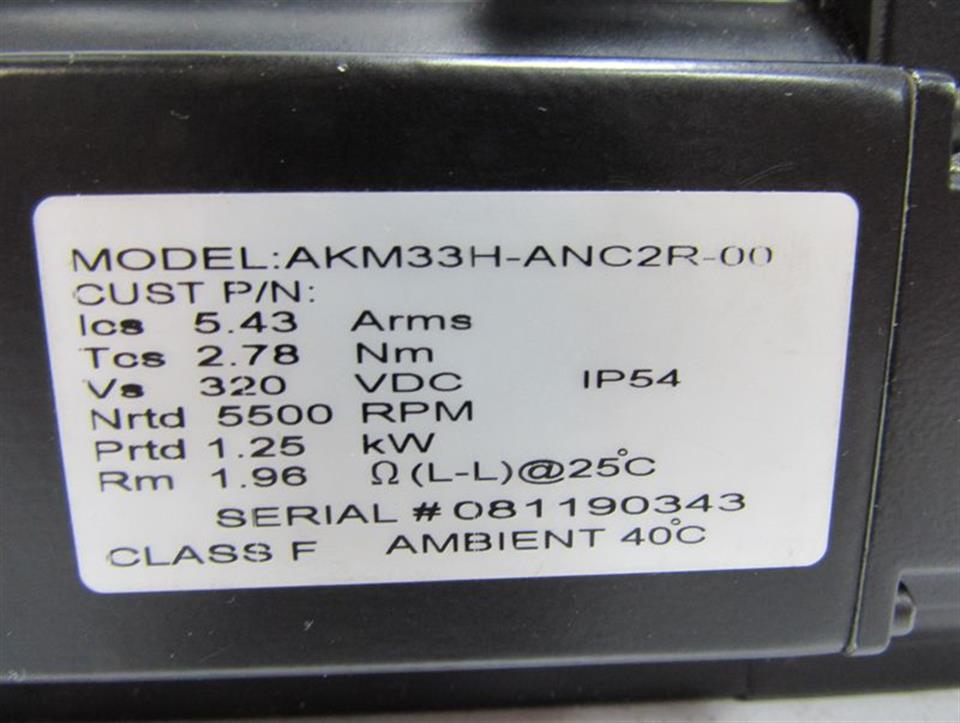 MODEL:AKM33H-ANC2R-00
CUST P/N:
Ics 5.43 Arms
Tcs 2.78 Nm
Vs 320 VDC IP54
Nrtd 5500 RPM
Prtd 1.25 kW
Rm 1.96 Ω(L-L)@25°C
SERIAL #081190343
CLASS F AMBIENT 40°C